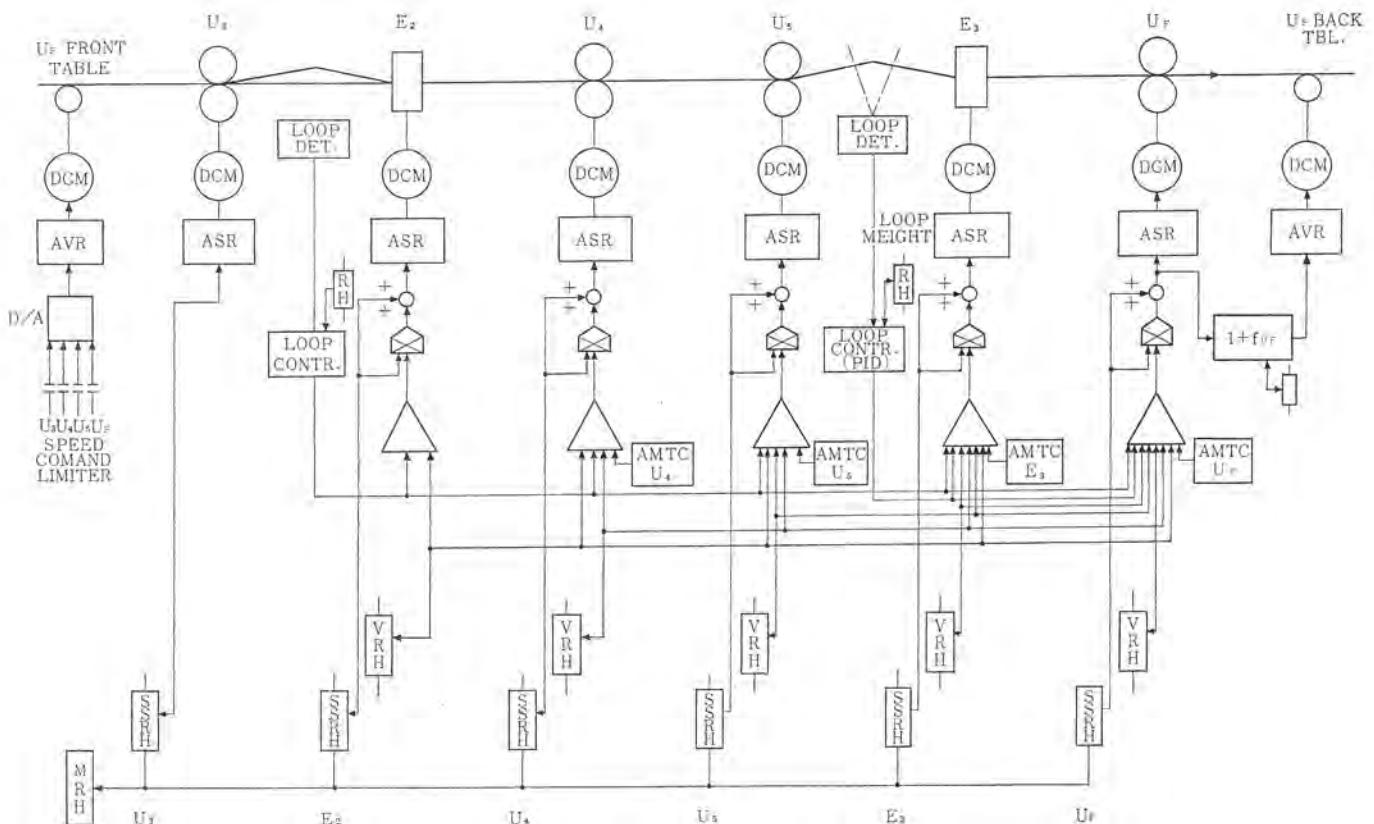 U₃ E₂ U₄ U₅ E₃ U_F
U_F FRONT TABLE
U_F BACK TBL.
LOOP DET.
LOOP DET.
DCM DCM DCM DCM DCM DCM DCM DCM
LOOP MEIGHT
AVR ASR ASR ASR ASR ASR ASR AVR
RH RH
D/A
+ + + + + + + + + +
LOOP CONTR.
LOOP CONTR. (PID)
1+f
U₃U₄U₅U_F
SPEED
COMAND
LIMITER
AMTC U₄
AMTC U₅
AMTC E₃
AMTC U_F
VRH VRH VRH VRH VRH
SSRH SSRH SSRH SSRH SSRH SSRH
MRH
E₂ U₄ U₅ E₃ U_F